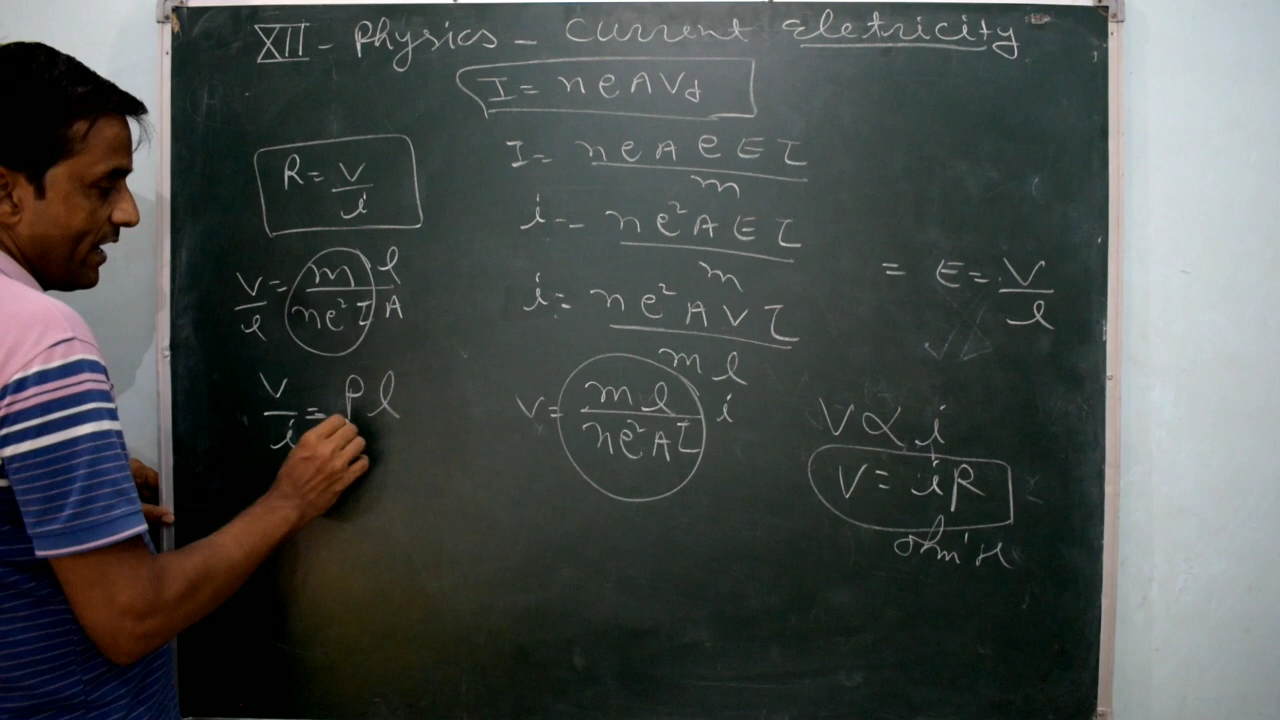 XII - Physics - Current Eletricity
I = neAVd
R = V/i
V/i = m/ne²τ l/A
V/i = ρl
I = neAeEτ/m
i = ne²AEτ/m
i = ne²AVτ/ml
V = ml/ne²Aτ i
= E = V/l
V ∝ i
V = iR
ohm's